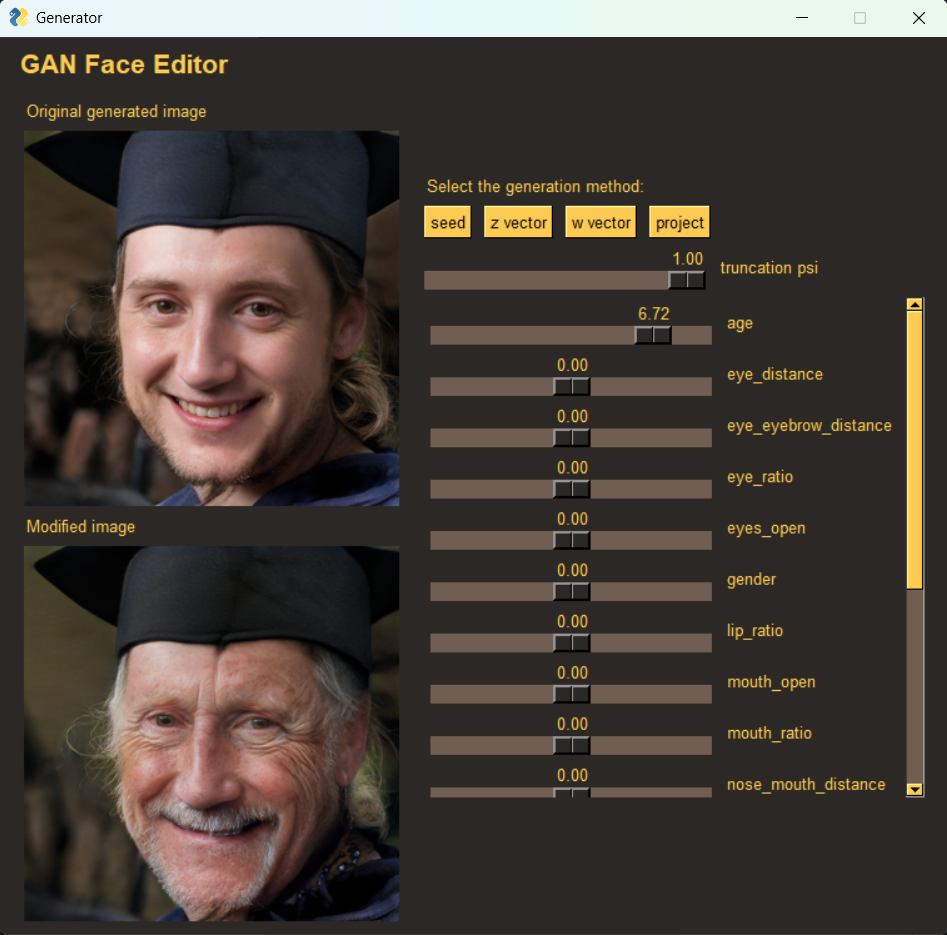 Generator
GAN Face Editor
Original generated image
Select the generation method:
seed z vector w vector project
1.00 truncation psi
6.72 age
0.00 eye_distance
0.00 eye_eyebrow_distance
0.00 eye_ratio
0.00 eyes_open
0.00 gender
0.00 lip_ratio
0.00 mouth_open
0.00 mouth_ratio
0.00 nose_mouth_distance
Modified image